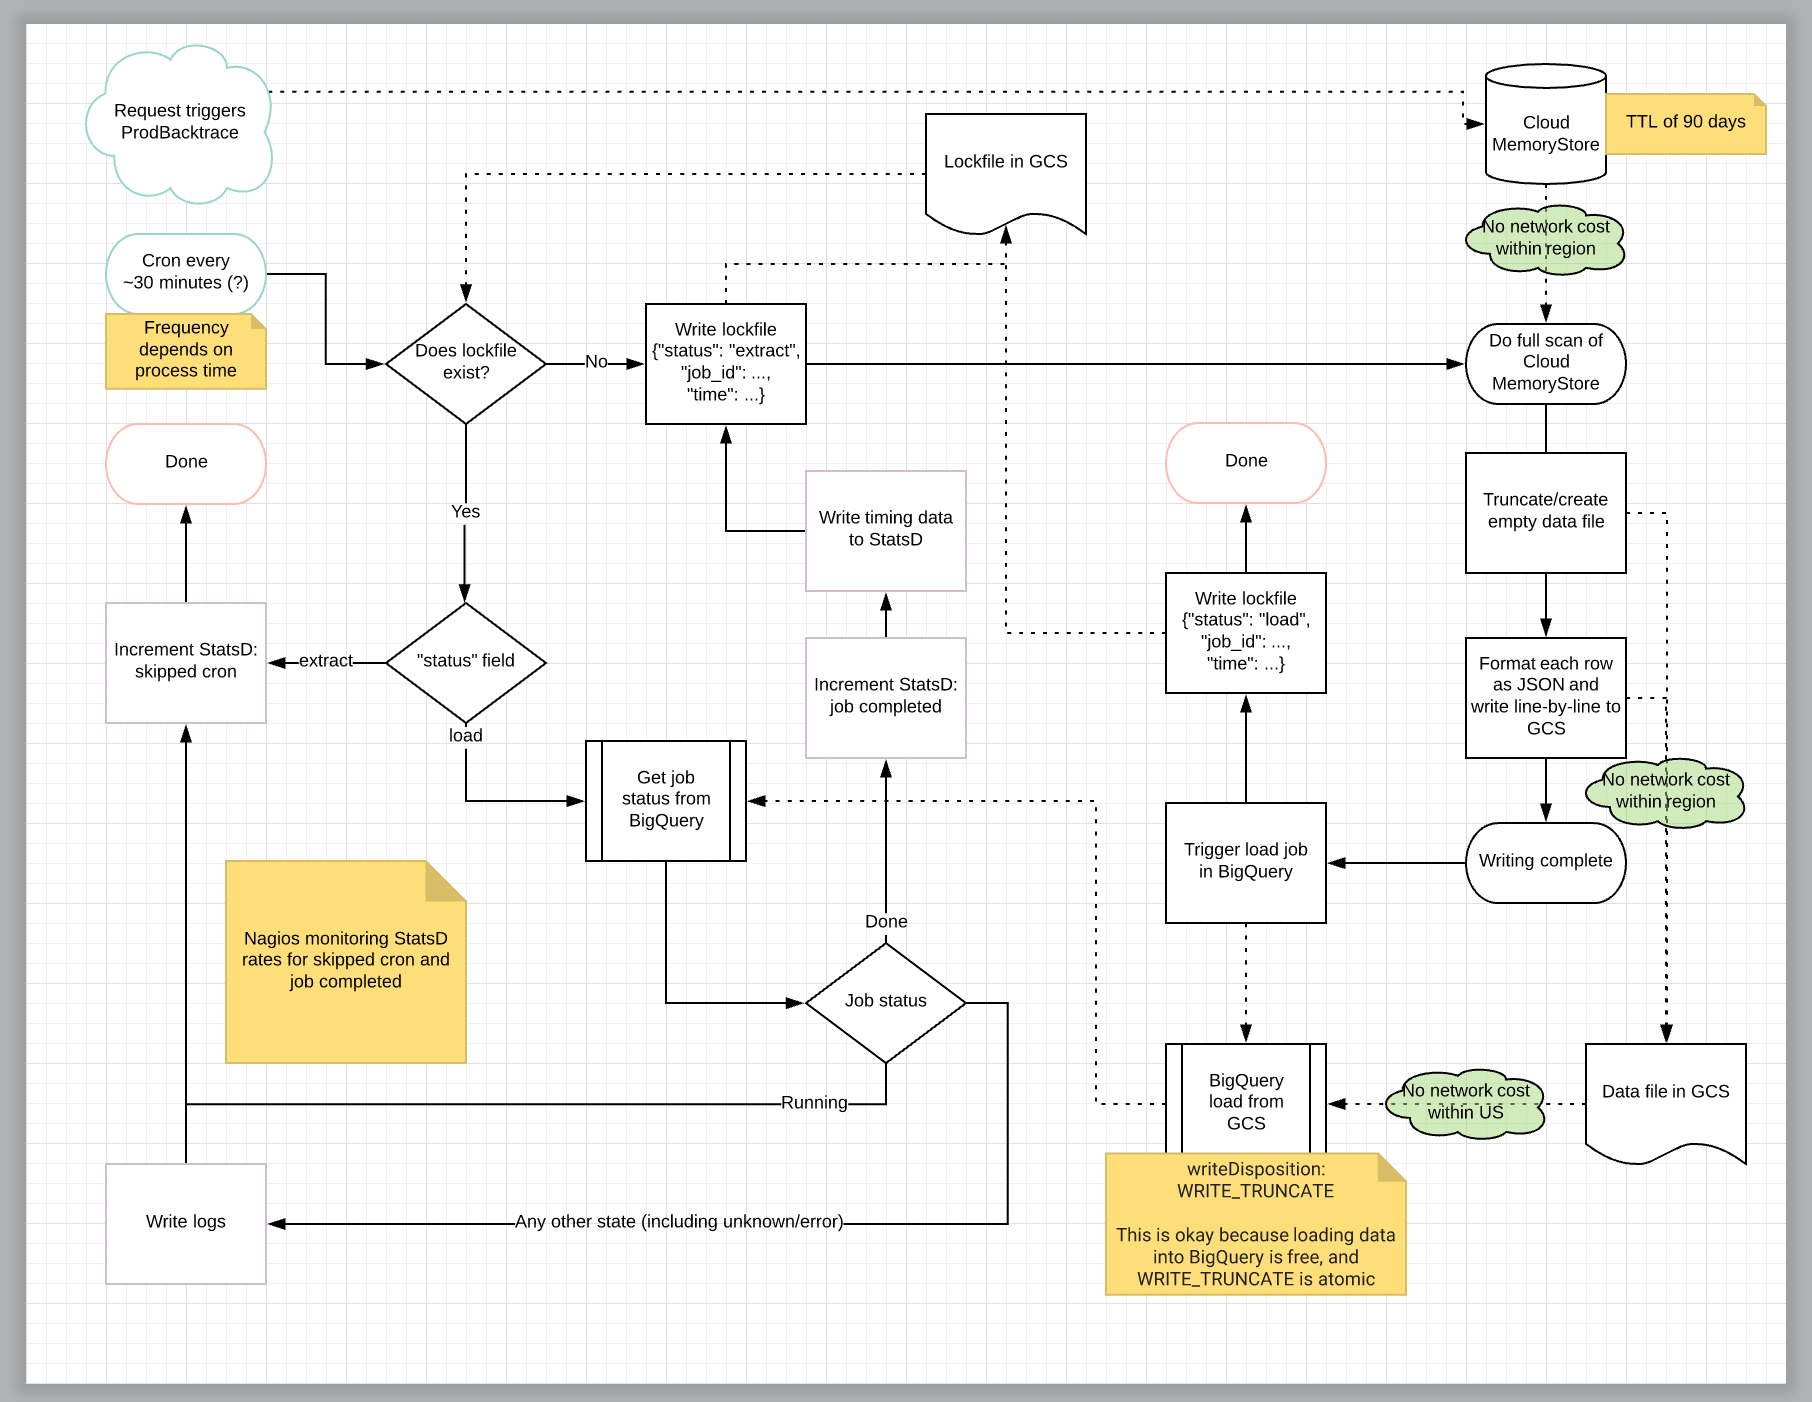 Request triggers
ProdBacktrace
Cloud
MemoryStore
TTL of 90 days
Lockfile in GCS
No network cost
within region
Cron every
~30 minutes (?)
Frequency
depends on
process time
Does lockfile
exist?
No
Write lockfile
{"status": "extract",
"job_id": ...,
"time": ...}
Do full scan of
Cloud
MemoryStore
Done
Yes
Write timing data
to StatsD
Done
Truncate/create
empty data file
Increment StatsD:
skipped cron
extract
"status" field
load
Increment StatsD:
job completed
Write lockfile
{"status": "load",
"job_id": ...,
"time": ...}
Format each row
as JSON and
write line-by-line to
GCS
Get job
status from
BigQuery
No network cost
within region
Trigger load job
in BigQuery
Writing complete
Nagios monitoring StatsD
rates for skipped cron and
job completed
Done
Job status
Running
BigQuery
load from
GCS
No network cost
within US
Data file in GCS
Write logs
Any other state (including unknown/error)
writeDisposition:
WRITE_TRUNCATE
This is okay because loading data
into BigQuery is free, and
WRITE_TRUNCATE is atomic